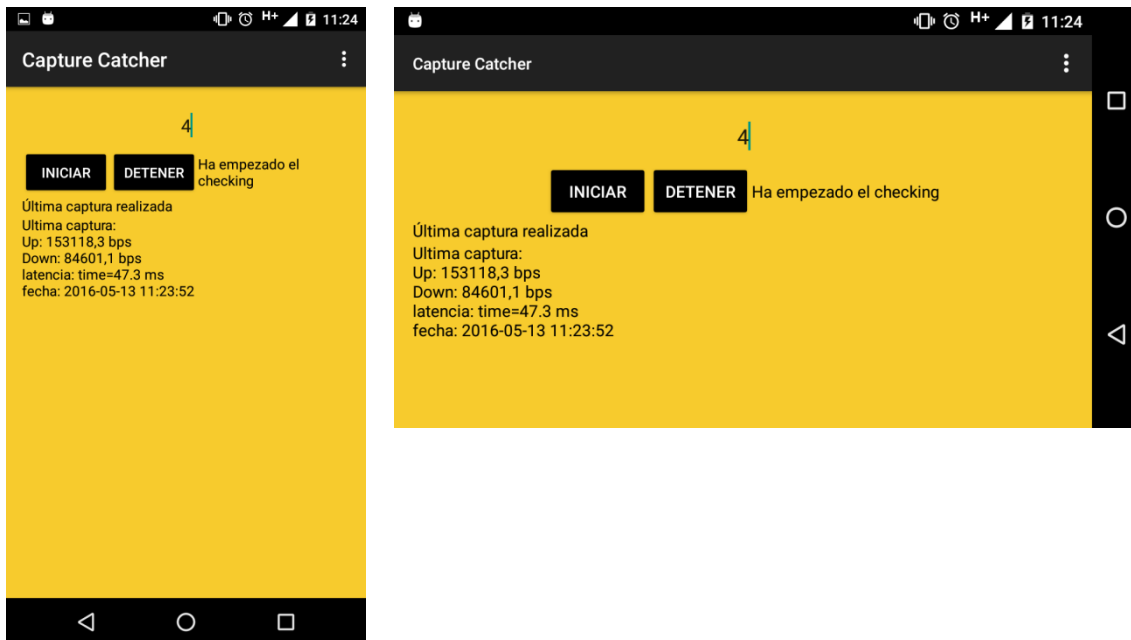 H+ 11:24
Capture Catcher
4
INICIAR DETENER Ha empezado el
checking
Última captura realizada
Ultima captura:
Up: 153118,3 bps
Down: 84601,1 bps
latencia: time=47.3 ms
fecha: 2016-05-13 11:23:52
H+ 11:24
Capture Catcher
4
INICIAR DETENER Ha empezado el checking
Última captura realizada
Ultima captura:
Up: 153118,3 bps
Down: 84601,1 bps
latencia: time=47.3 ms
fecha: 2016-05-13 11:23:52